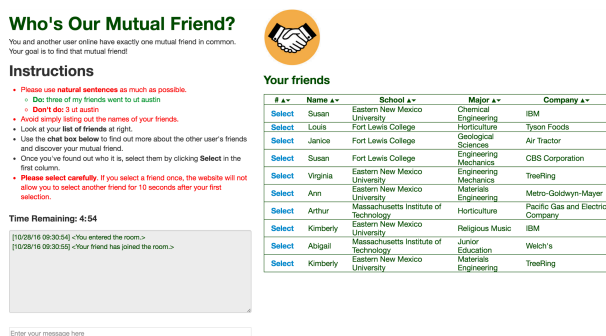 Who's Our Mutual Friend?
You and another user online have exactly one mutual friend in common.
Your goal is to find that mutual friend!
Instructions
• Please use natural sentences as much as possible.
◦ Do: three of my friends went to ut austin
◦ Don't do: 3 ut austin
• Avoid simply listing out the names of your friends.
• Look at your list of friends at right.
• Use the chat box below to find out more about the other user's friends
and discover your mutual friend.
• Once you've found out who it is, select them by clicking Select in the
first column.
• Please select carefully. If you select a friend once, the website will not
allow you to select another friend for 10 seconds after your first
selection.
Time Remaining: 4:54
[10/28/16 09:30:54] <You entered the room.>
[10/28/16 09:30:55] <Your friend has joined the room.>
Enter your message here
Your friends
# ▲▼ Name ▲▼ School ▲▼ Major ▲▼ Company ▲▼
Select Susan Eastern New Mexico University Chemical Engineering IBM
Select Louis Fort Lewis College Horticulture Tyson Foods
Select Janice Fort Lewis College Geological Sciences Air Tractor
Select Susan Fort Lewis College Engineering Mechanics CBS Corporation
Select Virginia Eastern New Mexico University Engineering Mechanics TreeRing
Select Ann Eastern New Mexico University Materials Engineering Metro-Goldwyn-Mayer
Select Arthur Massachusetts Institute of Technology Horticulture Pacific Gas and Electric Company
Select Kimberly Eastern New Mexico University Religious Music IBM
Select Abigail Massachusetts Institute of Technology Junior Education Welch's
Select Kimberly Eastern New Mexico University Materials Engineering TreeRing